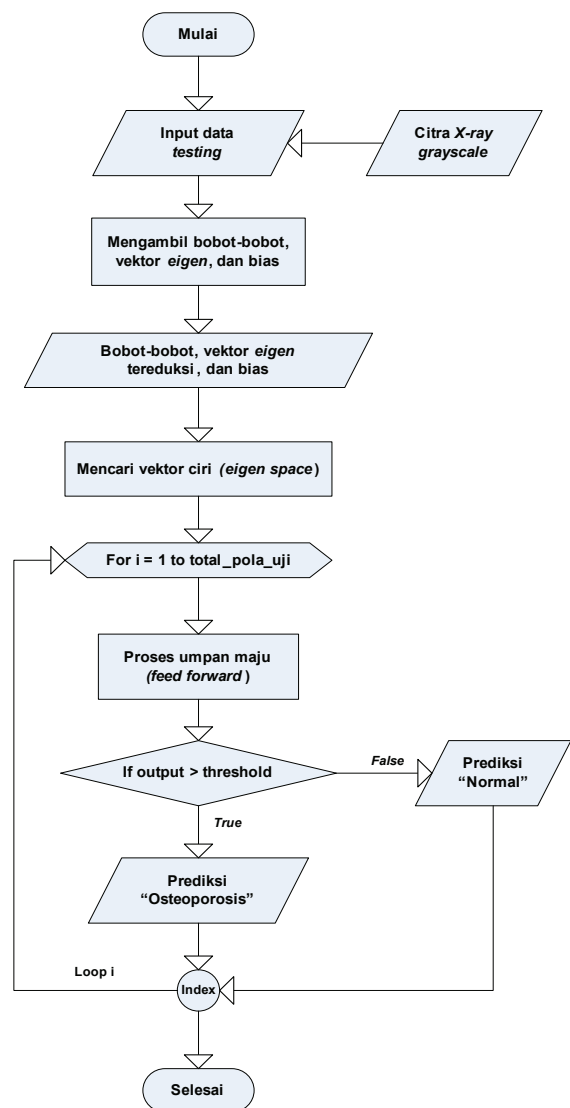 Mulai
Input data
testing
Citra X-ray
grayscale
Mengambil bobot-bobot,
vektor eigen, dan bias
Bobot-bobot, vektor eigen
tereduksi, dan bias
Mencari vektor ciri (eigen space)
For i = 1 to total_pola_uji
Proses umpan maju
(feed forward)
If output > threshold
False
Prediksi
“Normal”
True
Prediksi
“Osteoporosis”
Loop i
Index
Selesai